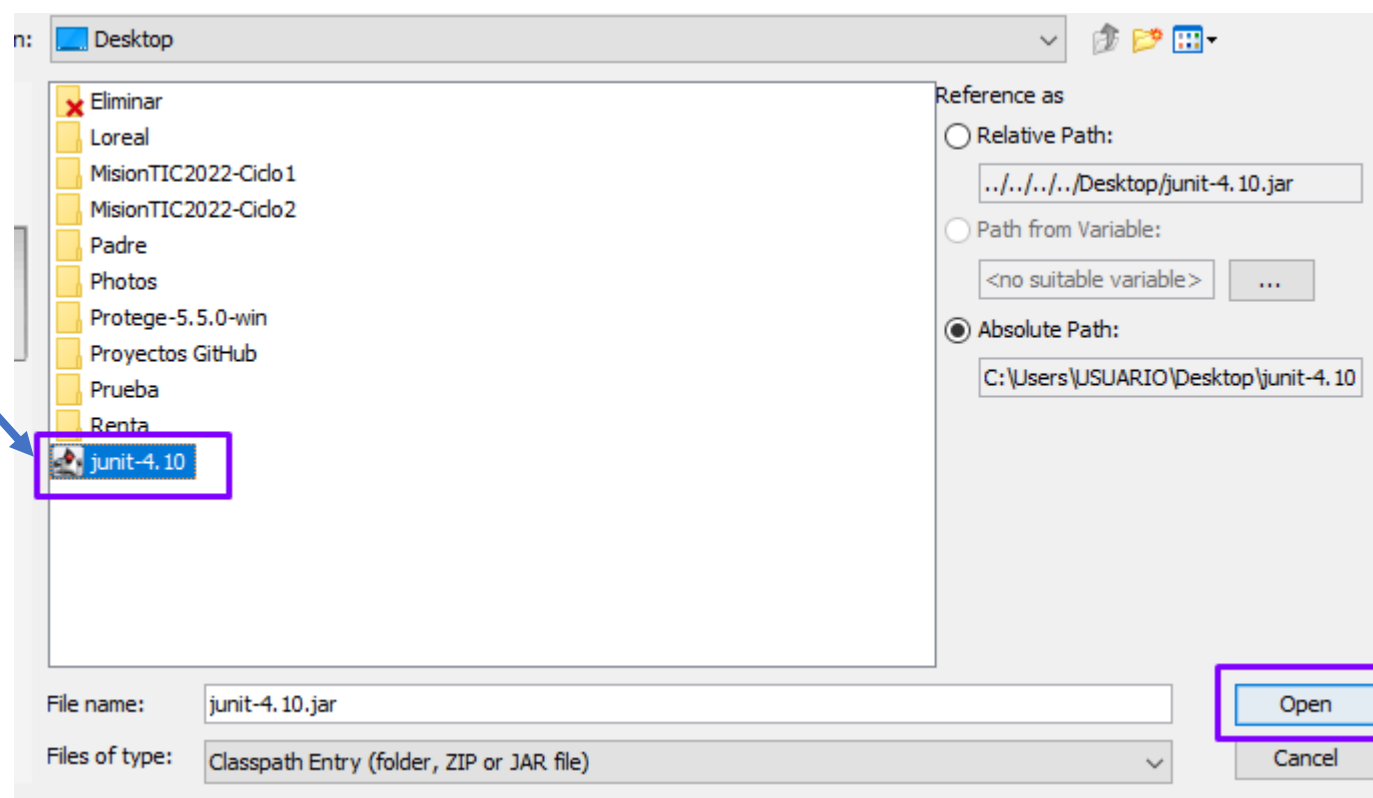 n:
Desktop
Eliminar
Loreal
MisionTIC2022-Ciclo1
MisionTIC2022-Ciclo2
Padre
Photos
Protege-5.5.0-win
Proyectos GitHub
Prueba
Renta
junit-4.10
Reference as
Relative Path:
../../../../Desktop/junit-4.10.jar
Path from Variable:
<no suitable variable>
...
Absolute Path:
C:\Users\USUARIO\Desktop\junit-4.10
File name:
junit-4.10.jar
Open
Files of type:
Classpath Entry (folder, ZIP or JAR file)
Cancel